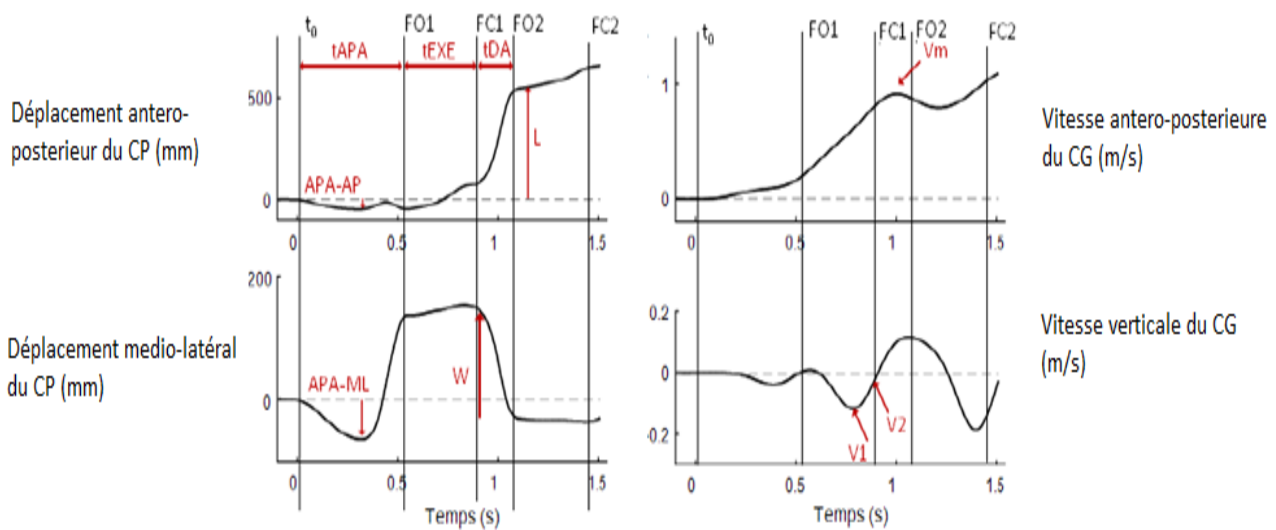 t₀ FO1 FC1 FO2 FC2
tAPA tEXE tDA
Déplacement antero-
posterieur du CP (mm)
500
0
APA-AP
L
0 0.5 1 1.5
Déplacement medio-latéral
du CP (mm)
200
0
APA-ML
W
0 0.5 1 1.5
Temps (s)
t₀ FO1 FC1 FO2 FC2
Vm
1
0
0 0.5 1 1.5
Vitesse antero-posterieure
du CG (m/s)
0.2
0
0.2
V1
V2
0 0.5 1 1.5
Temps (s)
Vitesse verticale du CG
(m/s)